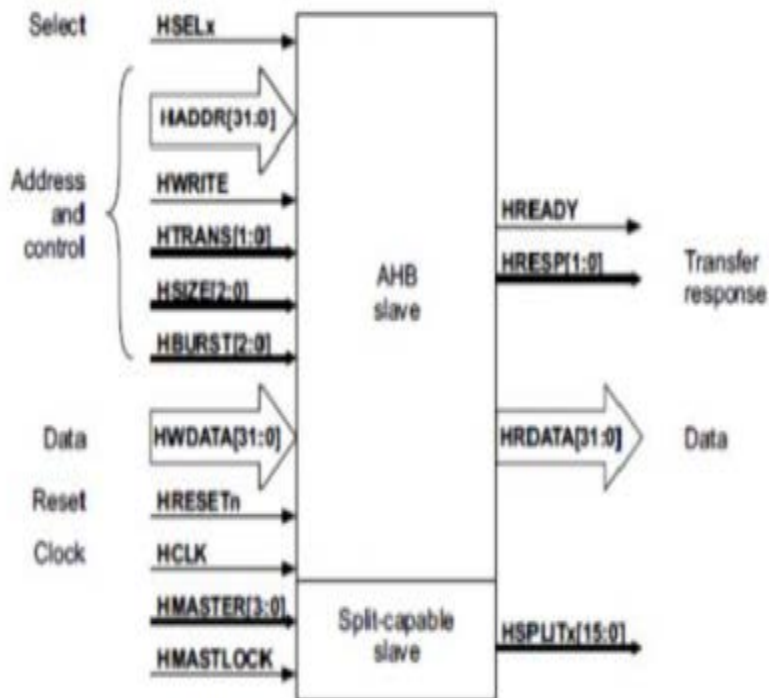 Select
HSELx
HADDR[31:0]
Address
and
control
HWRITE
HTRANS[1:0]
HSIZE[2:0]
HBURST[2:0]
Data
HWDATA[31:0]
Reset
HRESETn
Clock
HCLK
HMASTER[3:0]
HMASTLOCK
AHB
slave
Split-capable
slave
HREADY
HRESP[1:0]
Transfer
response
HRDATA[31:0]
Data
HSPLITx[15:0]